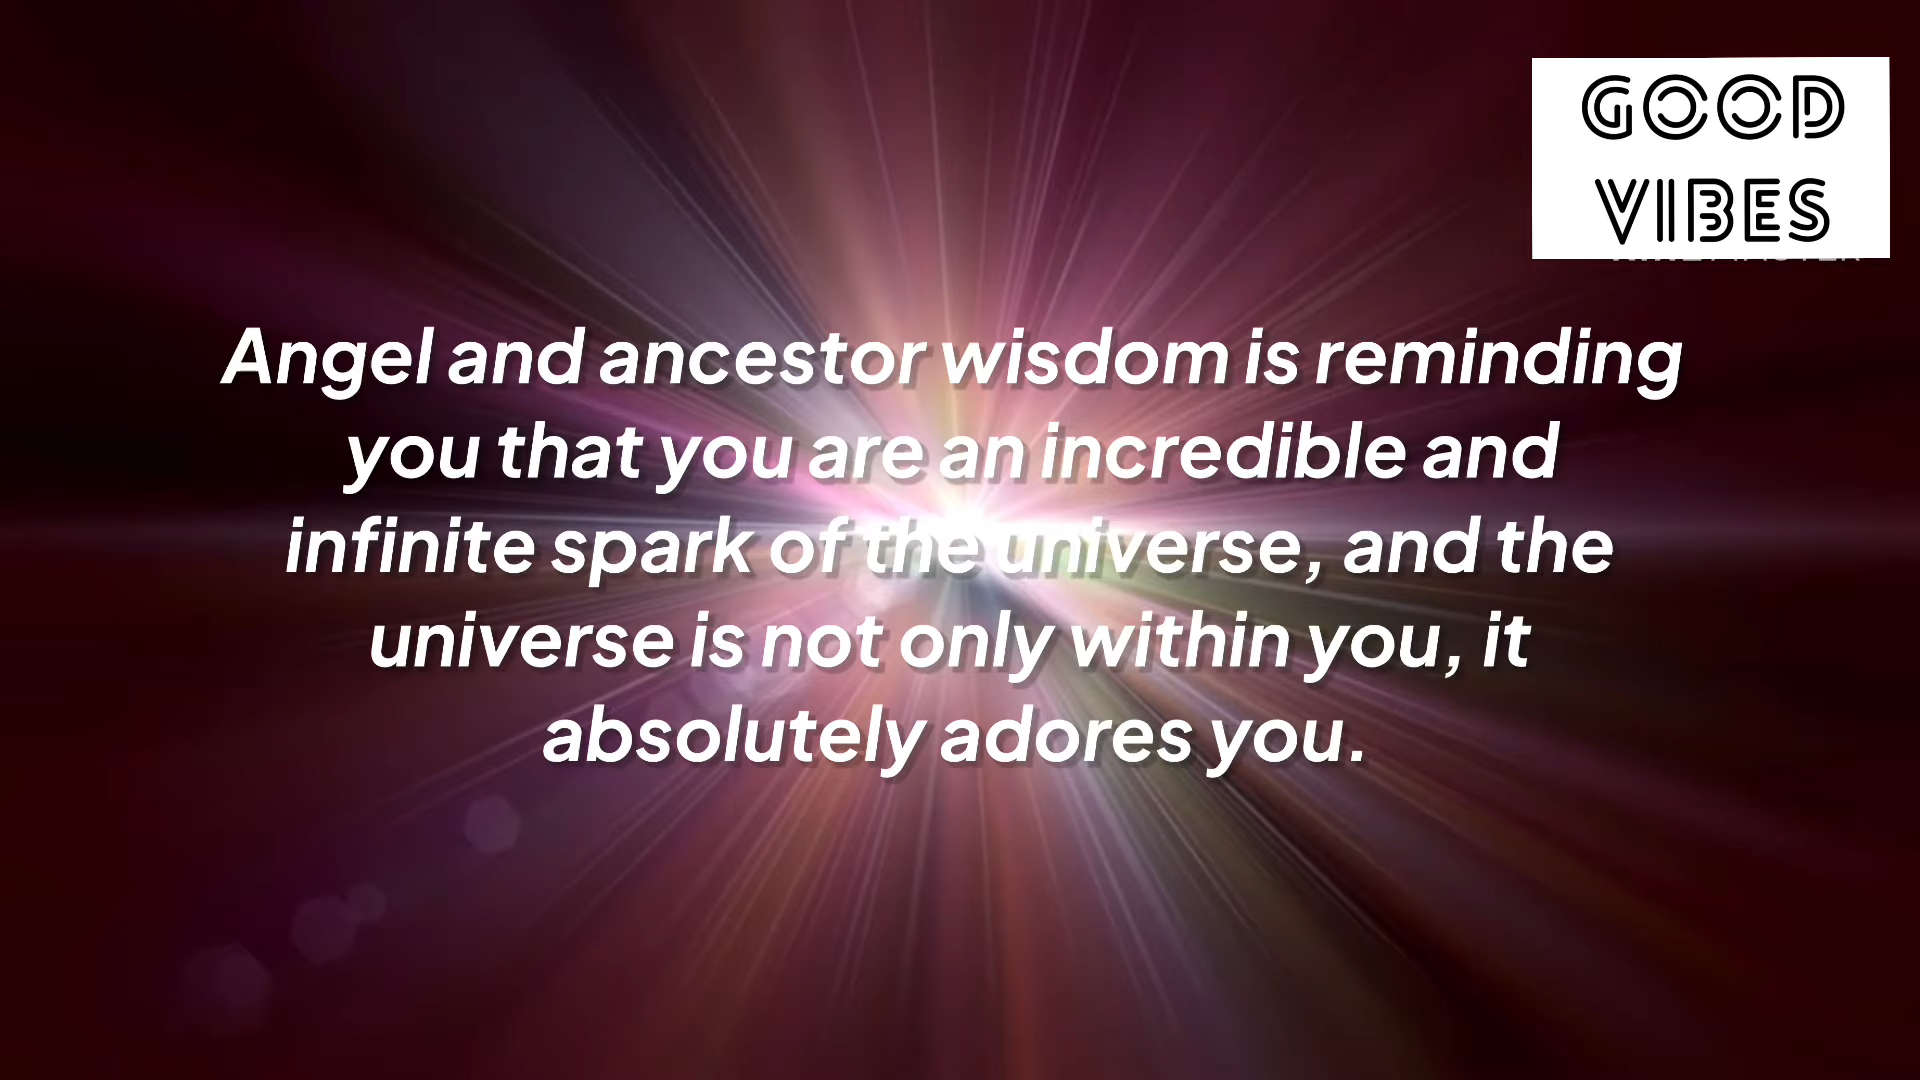 GOOD
VIBES
Angel and ancestor wisdom is reminding
you that you are an incredible and
infinite spark of the universe, and the
universe is not only within you, it
absolutely adores you.